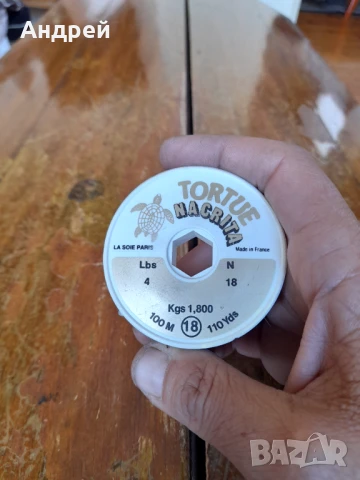 Андрей
TORTUE
NACRITA
LA SOIE PARIS
Made in France
Lbs N
4 18
Kgs 1,800
100 M 18 110 Yds
BAZAR
bg